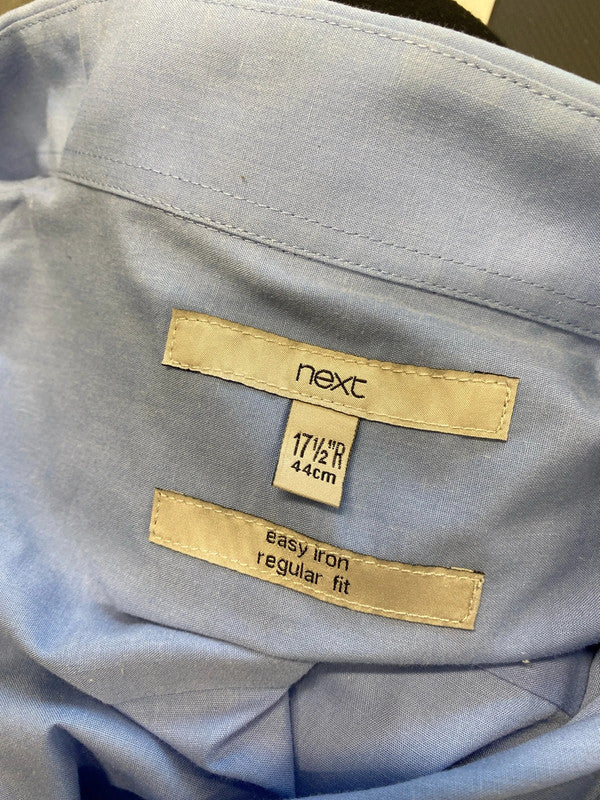 next
17½"R
44cm
easy iron
regular fit